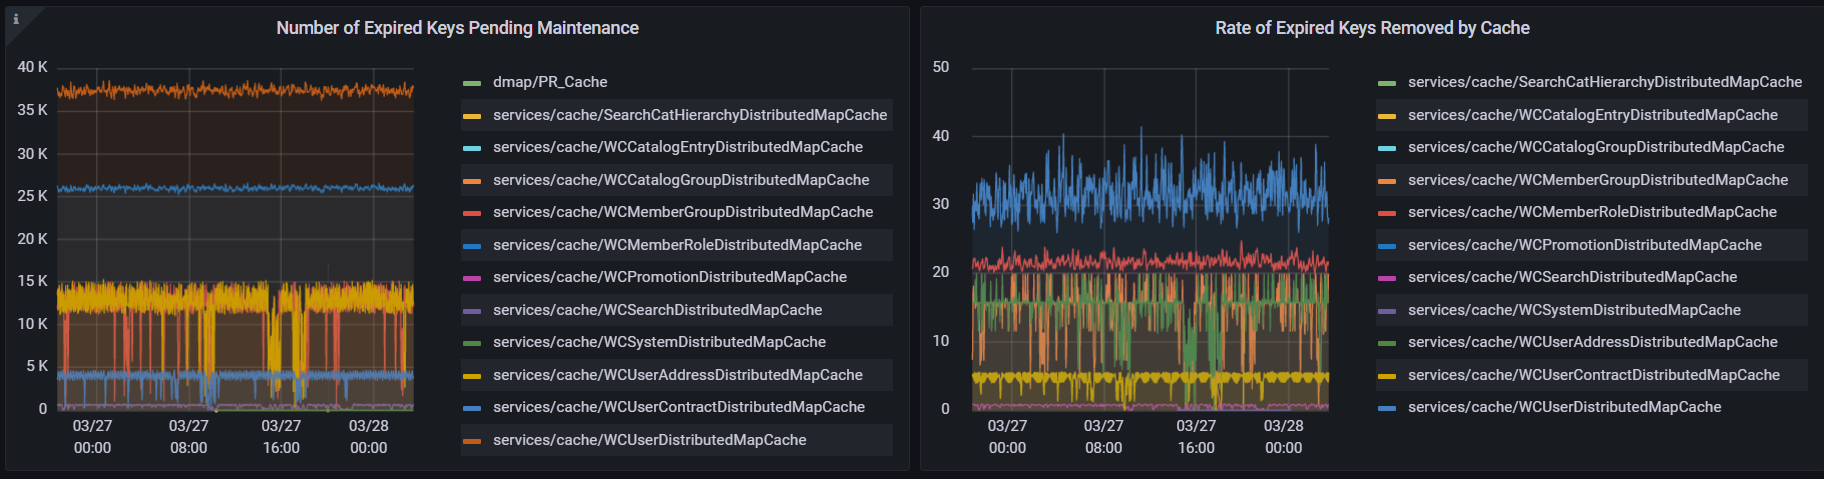 i
Number of Expired Keys Pending Maintenance
40 K
35 K
30 K
25 K
20 K
15 K
10 K
5 K
0
03/27 00:00
03/27 08:00
03/27 16:00
03/28 00:00
dmap/PR_Cache
services/cache/SearchCatHierarchyDistributedMapCache
services/cache/WCCatalogEntryDistributedMapCache
services/cache/WCCatalogGroupDistributedMapCache
services/cache/WCMemberGroupDistributedMapCache
services/cache/WCMemberRoleDistributedMapCache
services/cache/WCPromotionDistributedMapCache
services/cache/WCSearchDistributedMapCache
services/cache/WCSystemDistributedMapCache
services/cache/WCUserAddressDistributedMapCache
services/cache/WCUserContractDistributedMapCache
services/cache/WCUserDistributedMapCache
Rate of Expired Keys Removed by Cache
50
40
30
20
10
0
03/27 00:00
03/27 08:00
03/27 16:00
03/28 00:00
services/cache/SearchCatHierarchyDistributedMapCache
services/cache/WCCatalogEntryDistributedMapCache
services/cache/WCCatalogGroupDistributedMapCache
services/cache/WCMemberGroupDistributedMapCache
services/cache/WCMemberRoleDistributedMapCache
services/cache/WCPromotionDistributedMapCache
services/cache/WCSearchDistributedMapCache
services/cache/WCSystemDistributedMapCache
services/cache/WCUserAddressDistributedMapCache
services/cache/WCUserContractDistributedMapCache
services/cache/WCUserDistributedMapCache